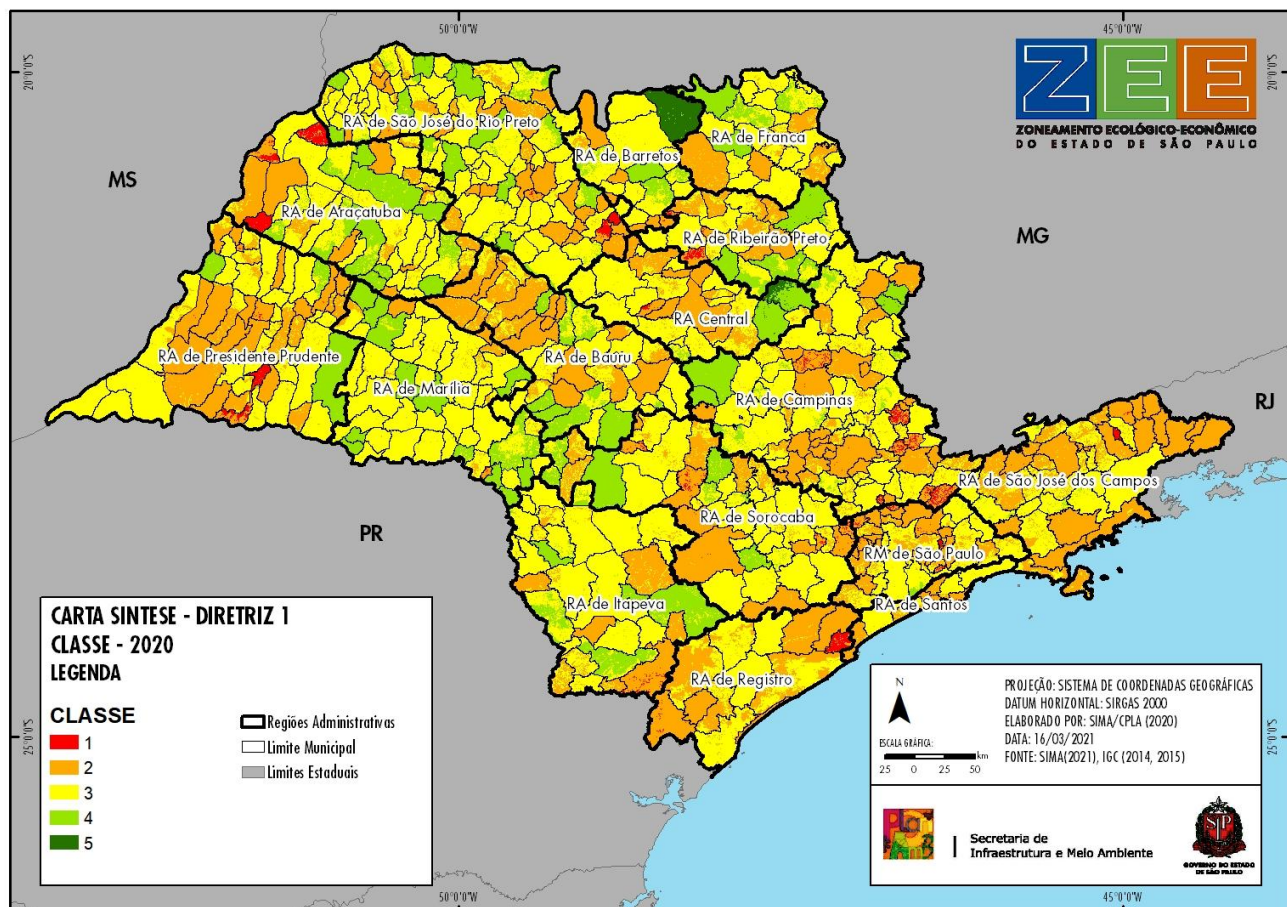 50°0'0"W
45°0'0"W
20°0'0"S
20°0'0"S
ZEE
ZONEAMENTO ECOLÓGICO-ECONÔMICO
DO ESTADO DE SÃO PAULO
RA de São José do Rio Preto
RA de Barretos
RA de Franca
MS
RA de Araçatuba
RA de Ribeirão Preto
MG
RA Central
RA de Presidente Prudente
RA de Bauru
RA de Marília
RA de Campinas
RJ
RA de São José dos Campos
RA de Sorocaba
PR
RM de São Paulo
RA de Itapeva
RA de Santos
RA de Registro
CARTA SINTESE - DIRETRIZ 1
CLASSE - 2020
LEGENDA
CLASSE
1
2
3
4
5
Regiões Administrativas
Limite Municipal
Limites Estaduais
N
ESCALA GRÁFICA:
km
25 0 25 50
PROJEÇÃO: SISTEMA DE COORDENADAS GEOGRÁFICAS
DATUM HORIZONTAL: SIRGAS 2000
ELABORADO POR: SIMA/CPLA (2020)
DATA: 16/03/2021
FONTE: SIMA(2021), IGC (2014, 2015)
Secretaria de
Infraestrutura e Meio Ambiente
GOVERNO DO ESTADO
DE SÃO PAULO
25°0'0"S
25°0'0"S
50°0'0"W
45°0'0"W